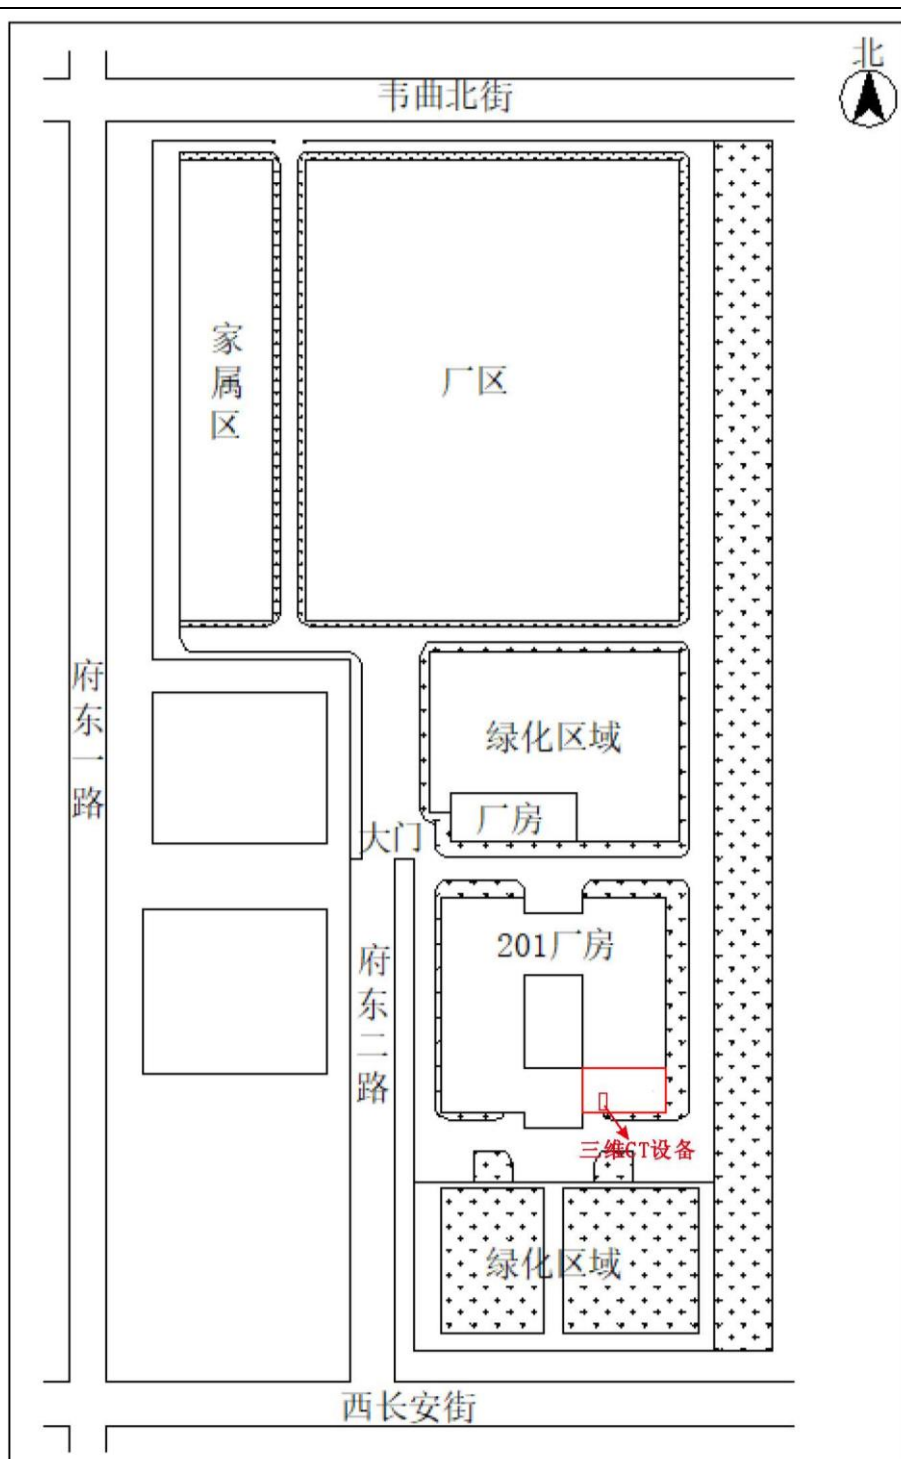 北
韦曲北街
家属区
厂区
府东一路
绿化区域
厂房
大门
201厂房
府东二路
三维CT设备
绿化区域
西长安街